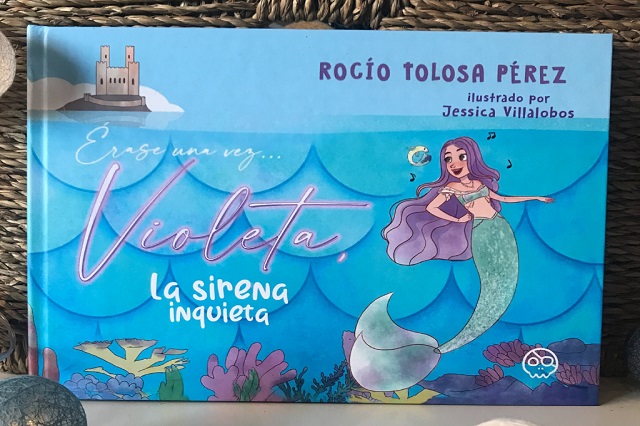 ROCÍO TOLOSA PÉREZ
ilustrado por
Jessica Villalobos
Érase una vez...
Violeta,
La sirena
inquieta